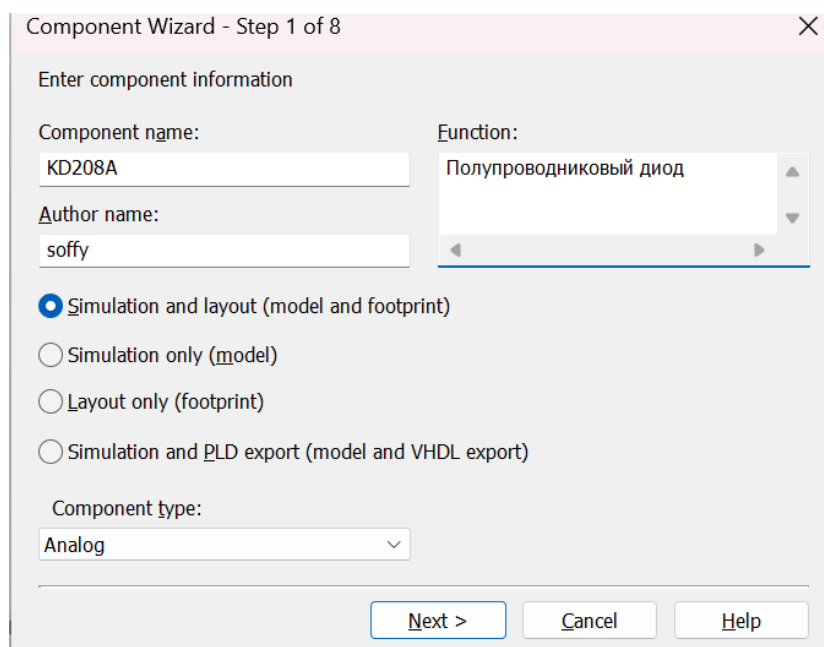 Component Wizard - Step 1 of 8
Enter component information
Component name:
KD208A
Author name:
soffy
Function:
Полупроводниковый диод
Simulation and layout (model and footprint)
Simulation only (model)
Layout only (footprint)
Simulation and PLD export (model and VHDL export)
Component type:
Analog
Next >
Cancel
Help